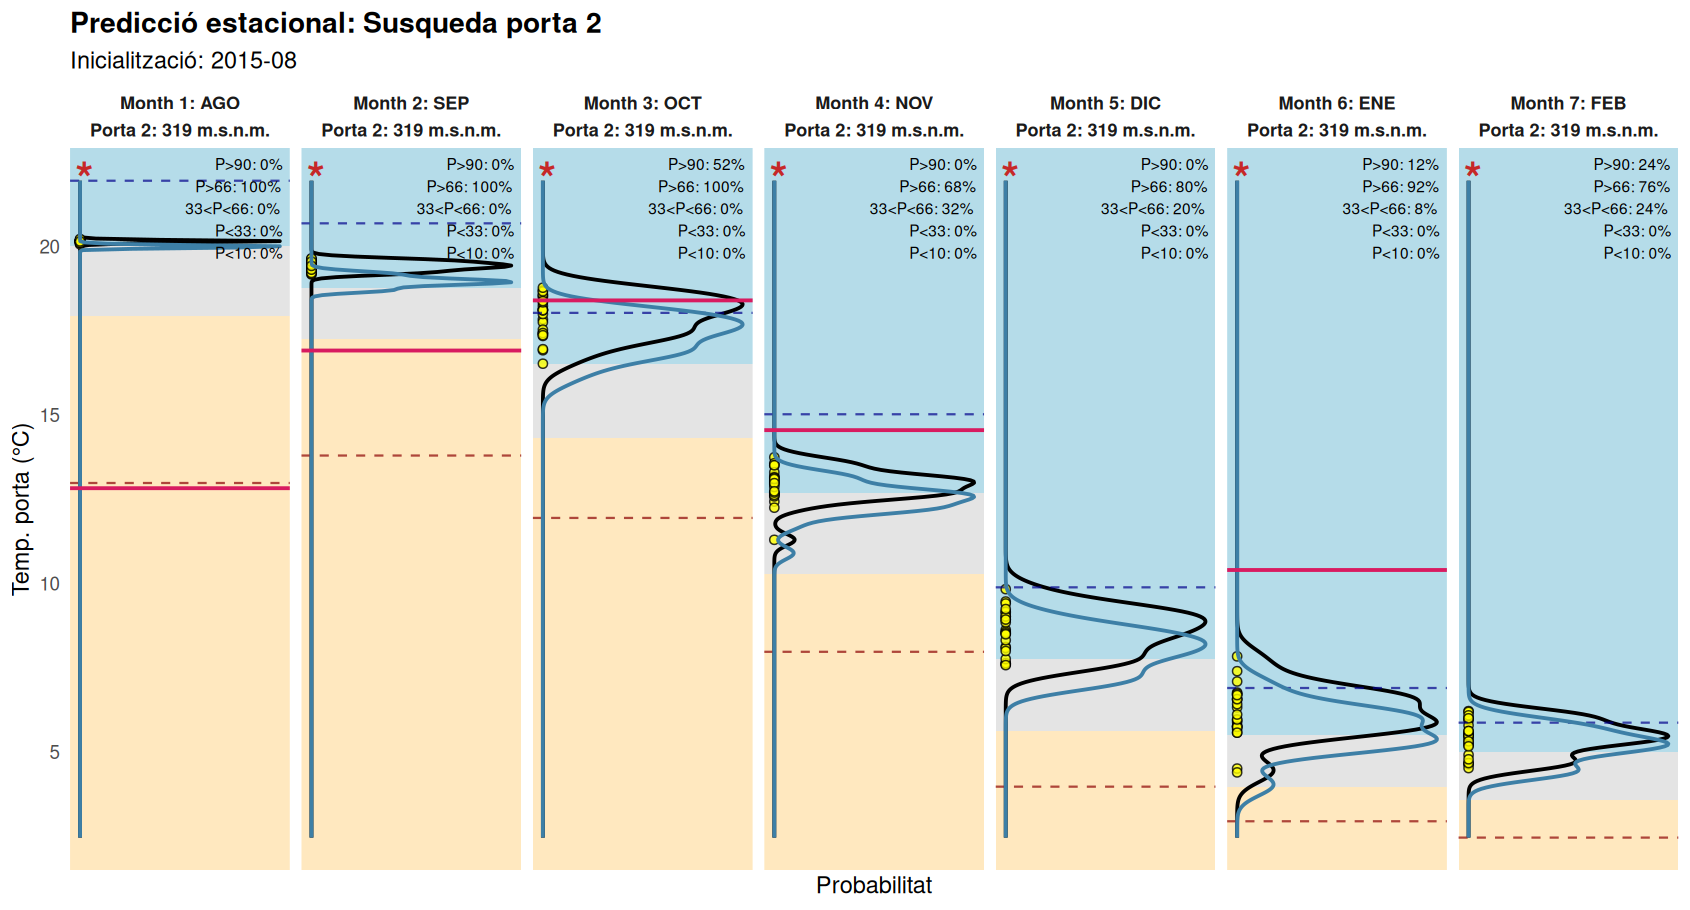 Predicció estacional: Susqueda porta 2
Inicialització: 2015-08
Month 1: AGO
Porta 2: 319 m.s.n.m.
Month 2: SEP
Porta 2: 319 m.s.n.m.
Month 3: OCT
Porta 2: 319 m.s.n.m.
Month 4: NOV
Porta 2: 319 m.s.n.m.
Month 5: DIC
Porta 2: 319 m.s.n.m.
Month 6: ENE
Porta 2: 319 m.s.n.m.
Month 7: FEB
Porta 2: 319 m.s.n.m.
*
P>90: 0%
P>66: 100%
33<P<66: 0%
P<33: 0%
P<10: 0%
*
P>90: 0%
P>66: 100%
33<P<66: 0%
P<33: 0%
P<10: 0%
*
P>90: 52%
P>66: 100%
33<P<66: 0%
P<33: 0%
P<10: 0%
*
P>90: 0%
P>66: 68%
33<P<66: 32%
P<33: 0%
P<10: 0%
*
P>90: 0%
P>66: 80%
33<P<66: 20%
P<33: 0%
P<10: 0%
*
P>90: 12%
P>66: 92%
33<P<66: 8%
P<33: 0%
P<10: 0%
*
P>90: 24%
P>66: 76%
33<P<66: 24%
P<33: 0%
P<10: 0%
20
15
10
5
Temp. porta (°C)
Probabilitat